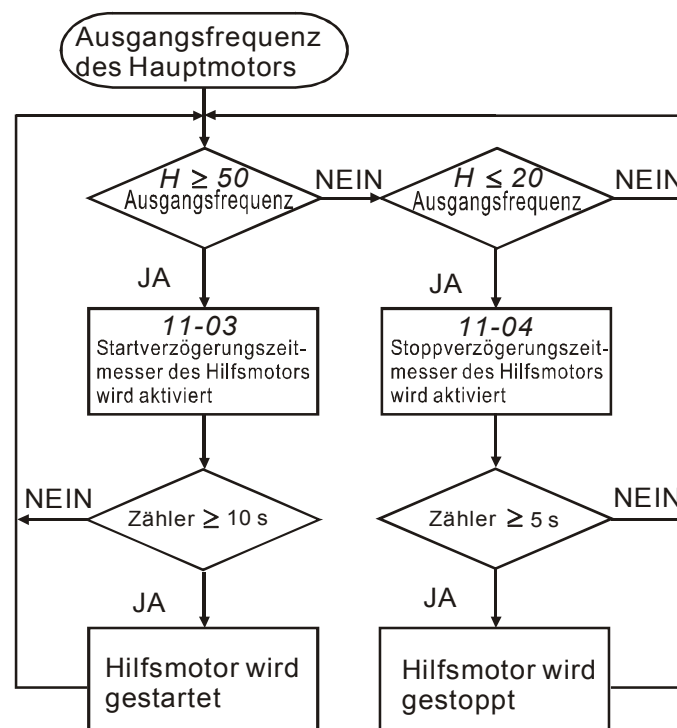 Ausgangsfrequenz
des Hauptmotors
H ≥ 50
Ausgangsfrequenz
NEIN
H ≤ 20
Ausgangsfrequenz
NEIN
JA
JA
11-03
Startverzögerungszeit-
messer des Hilfsmotors
wird aktiviert
11-04
Stoppverzögerungszeit-
messer des Hilfsmotors
wird aktiviert
NEIN
Zähler ≥ 10 s
Zähler ≥ 5 s
NEIN
JA
JA
Hilfsmotor wird
gestartet
Hilfsmotor wird
gestoppt